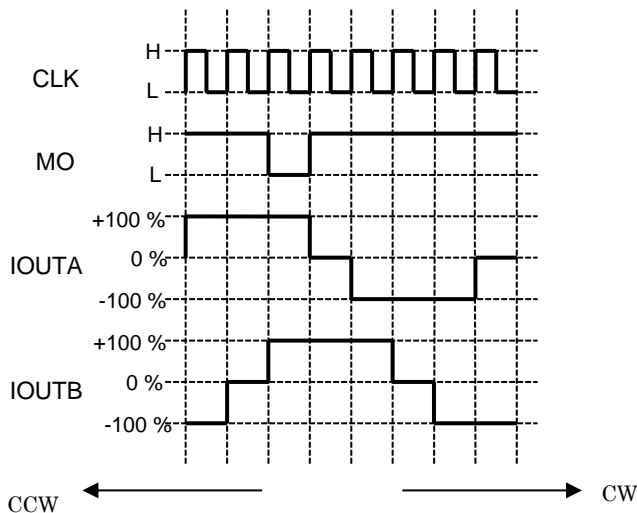 CLK
H
L
MO
H
L
IOUTA
+100 %
0 %
-100 %
IOUTB
+100 %
0 %
-100 %
CCW
CW